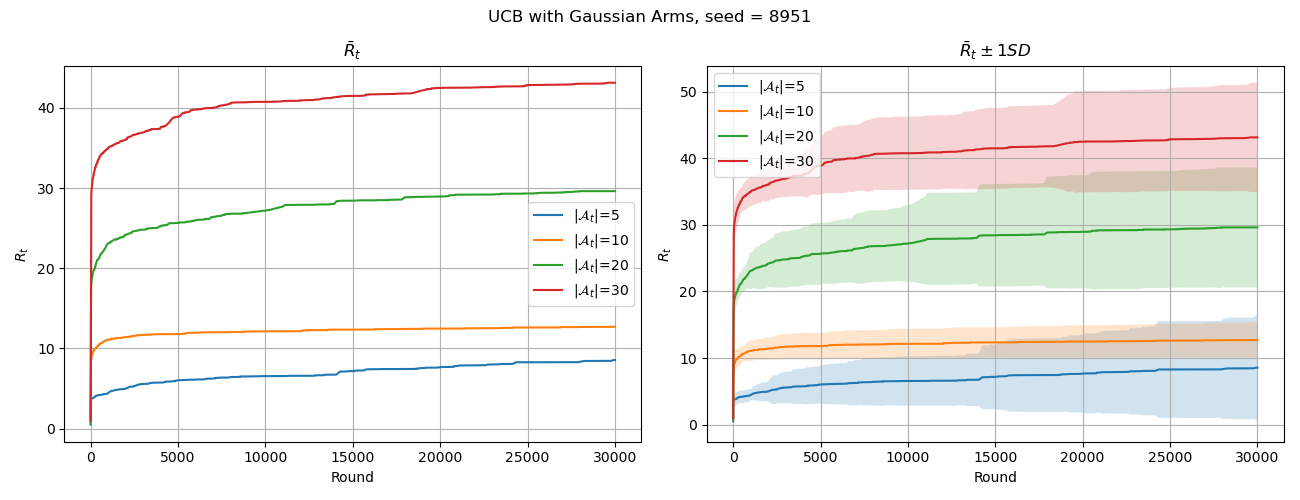 UCB with Gaussian Arms, seed = 8951
R̄ₜ
Rₜ
40
30
20
10
0
0 5000 10000 15000 20000 25000 30000
Round
|𝒜ₜ|=5
|𝒜ₜ|=10
|𝒜ₜ|=20
|𝒜ₜ|=30
R̄ₜ ± 1SD
Rₜ
50
40
30
20
10
0
0 5000 10000 15000 20000 25000 30000
Round
|𝒜ₜ|=5
|𝒜ₜ|=10
|𝒜ₜ|=20
|𝒜ₜ|=30